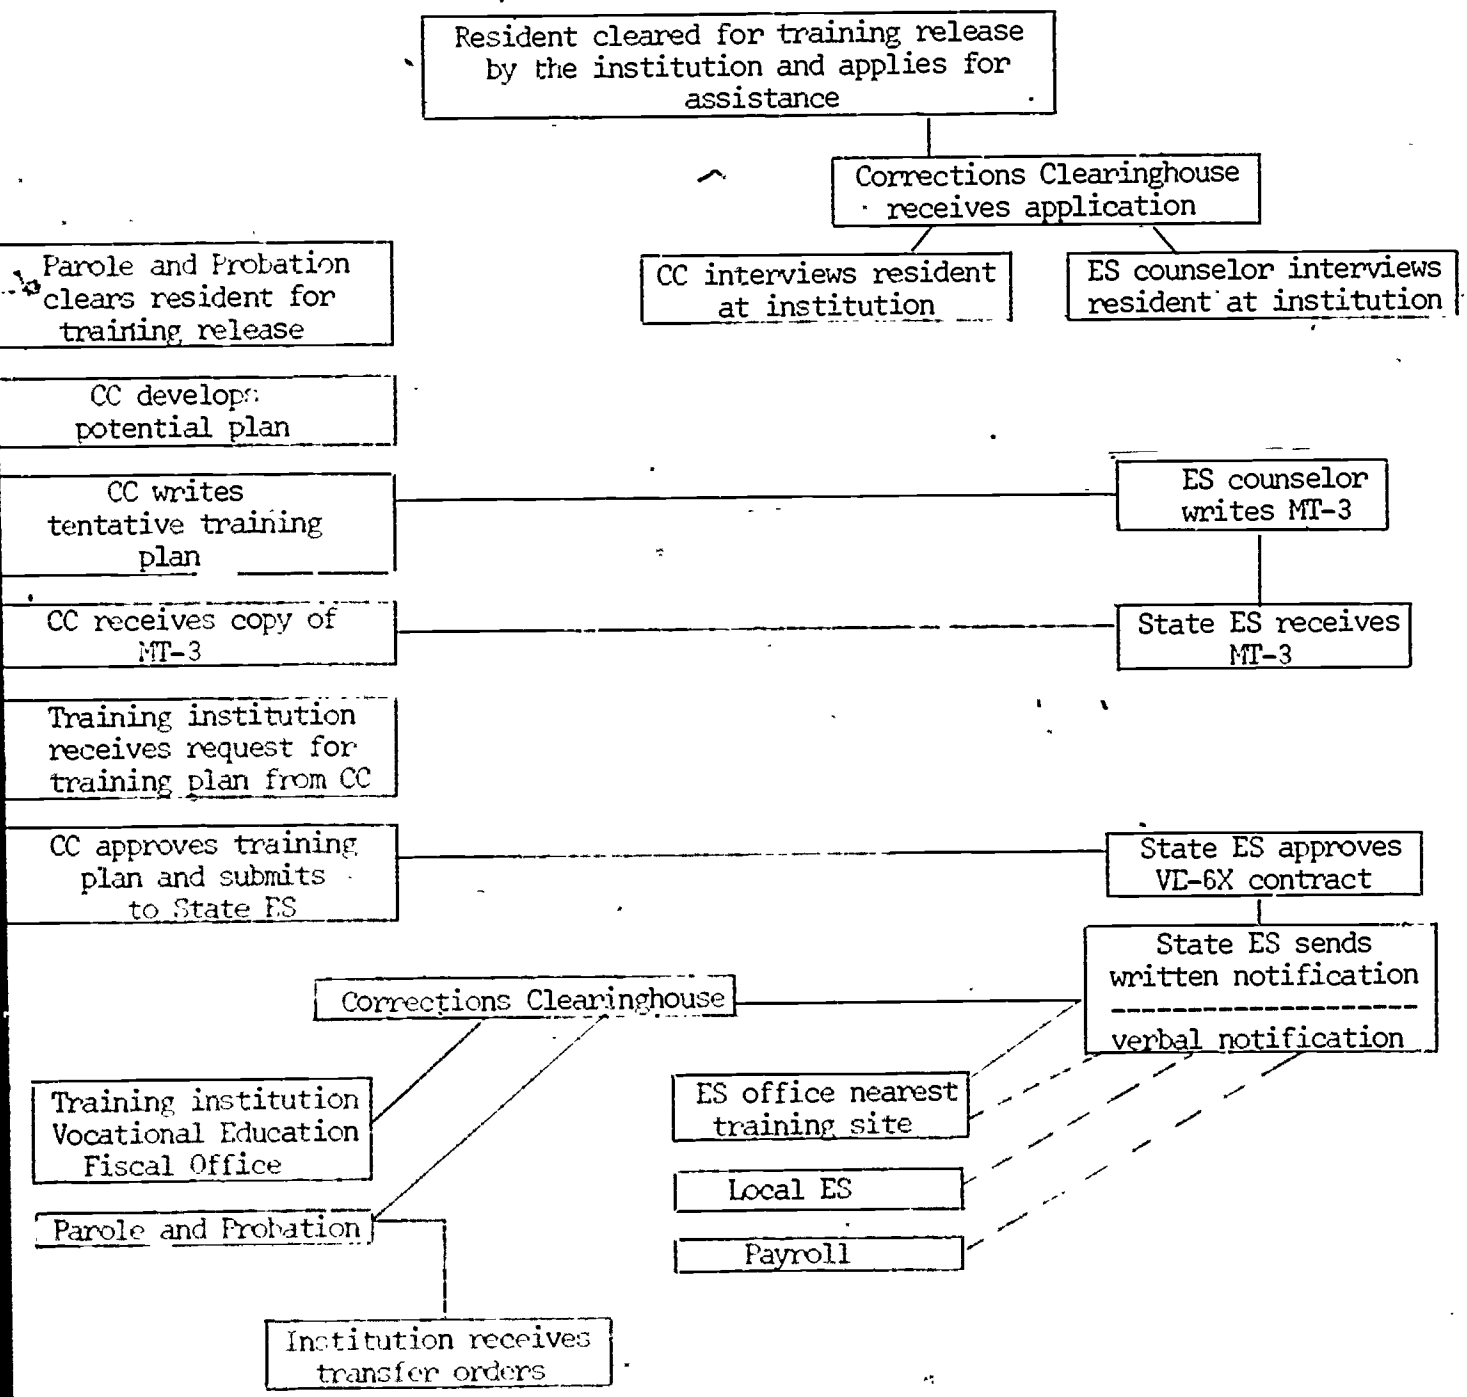 Resident cleared for training release
by the institution and applies for
assistance
Corrections Clearinghouse
receives application
Parole and Probation
clears resident for
training release
CC interviews resident
at institution
ES counselor interviews
resident at institution
CC develops
potential plan
CC writes
tentative training
plan
ES counselor
writes MT-3
CC receives copy of
MT-3
State ES receives
MT-3
Training institution
receives request for
training plan from CC
CC approves training
plan and submits
to State ES
State ES approves
VE-6X contract
State ES sends
written notification
verbal notification
Corrections Clearinghouse
Training institution
Vocational Education
Fiscal Office
ES office nearest
training site
Local ES
Parole and Probation
Payroll
Institution receives
transfer orders